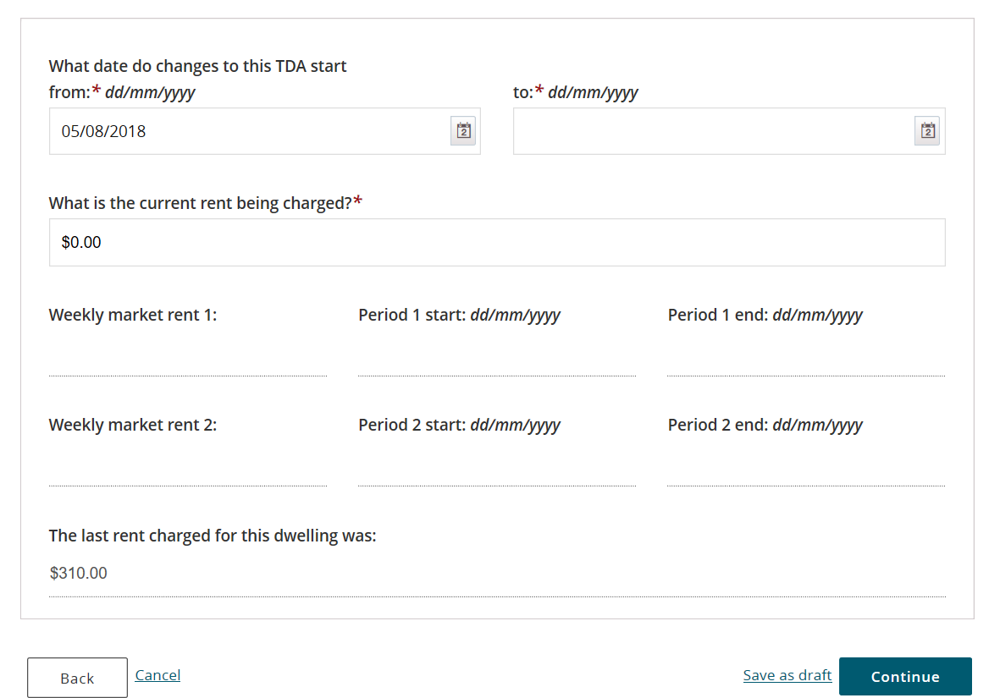 What date do changes to this TDA start
from:* dd/mm/yyyy
to:* dd/mm/yyyy
05/08/2018
2
2
What is the current rent being charged?*
$0.00
Weekly market rent 1:
Period 1 start: dd/mm/yyyy
Period 1 end: dd/mm/yyyy
Weekly market rent 2:
Period 2 start: dd/mm/yyyy
Period 2 end: dd/mm/yyyy
The last rent charged for this dwelling was:
$310.00
Back
Cancel
Save as draft
Continue